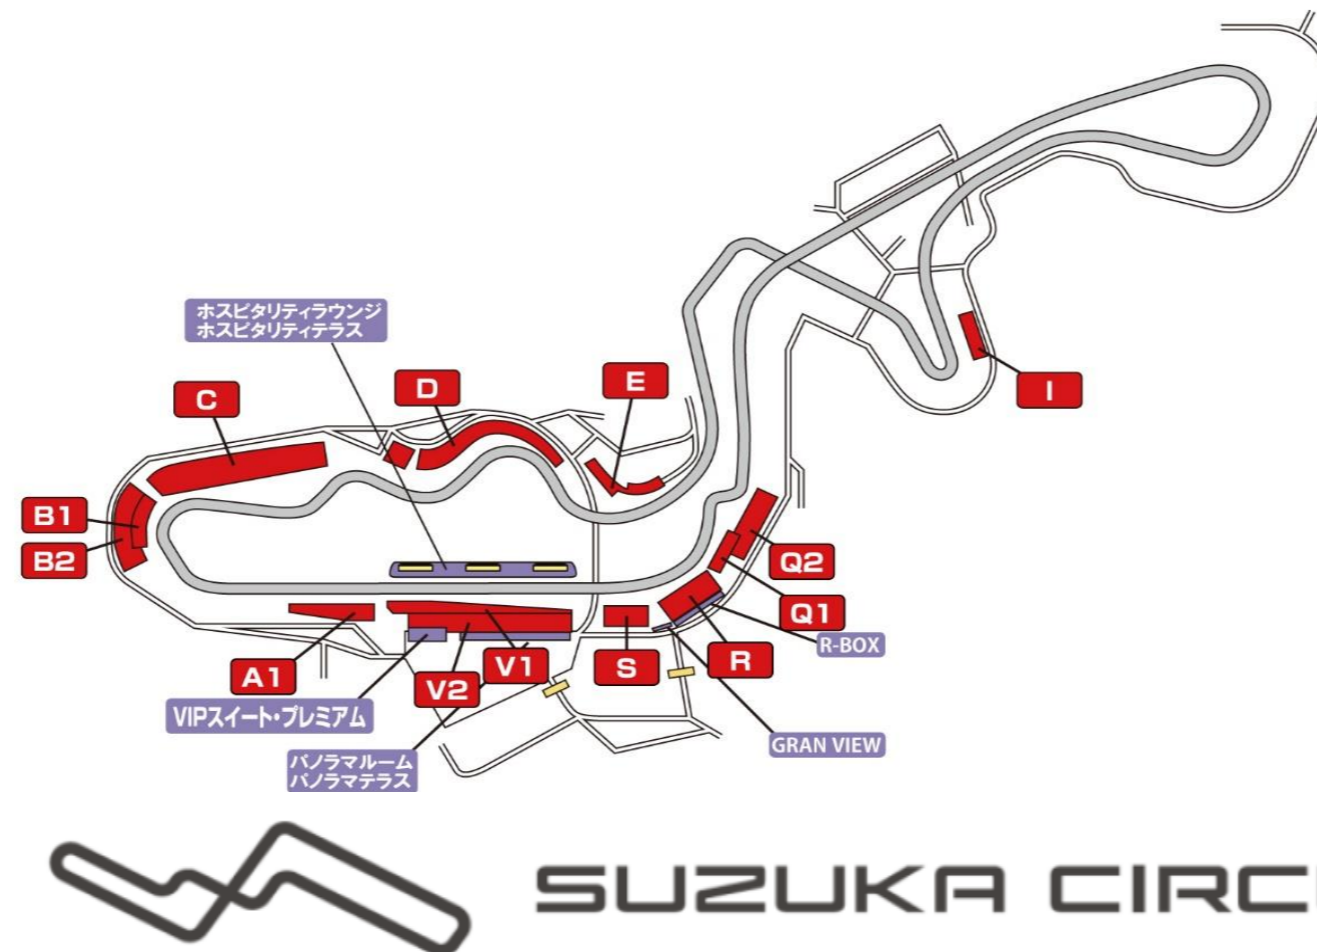 ホスピタリティラウンジ
ホスピタリティテラス
C
D
E
I
B1
B2
Q2
Q1
R-BOX
A1
V2
V1
S
R
VIPスイート・プレミアム
GRAN VIEW
パノラマルーム
パノラマテラス
SUZUKA CIRC